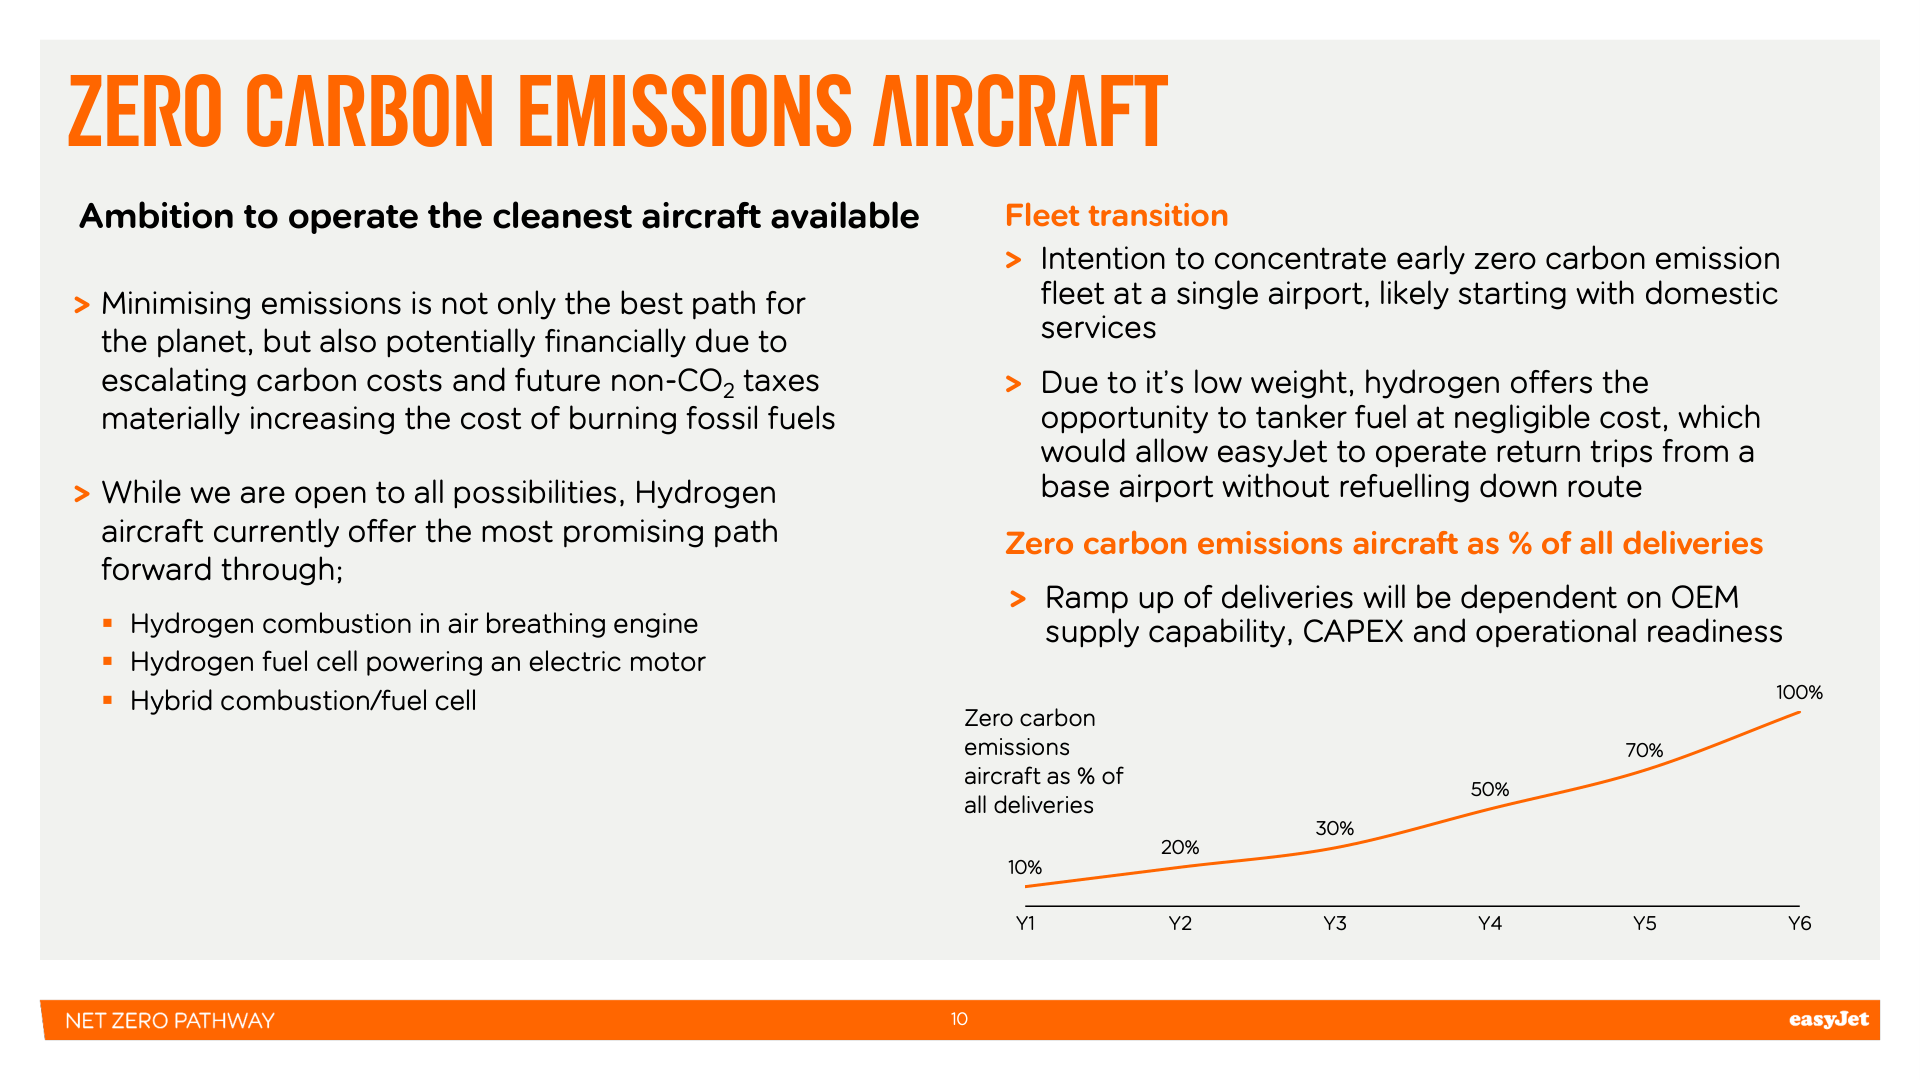 ZERO CARBON EMISSIONS AIRCRAFT
Ambition to operate the cleanest aircraft available
> Minimising emissions is not only the best path for
the planet, but also potentially financially due to
escalating carbon costs and future non-CO₂ taxes
materially increasing the cost of burning fossil fuels
> While we are open to all possibilities, Hydrogen
aircraft currently offer the most promising path
forward through;
▪ Hydrogen combustion in air breathing engine
▪ Hydrogen fuel cell powering an electric motor
▪ Hybrid combustion/fuel cell
Fleet transition
> Intention to concentrate early zero carbon emission
fleet at a single airport, likely starting with domestic
services
> Due to it's low weight, hydrogen offers the
opportunity to tanker fuel at negligible cost, which
would allow easyJet to operate return trips from a
base airport without refuelling down route
Zero carbon emissions aircraft as % of all deliveries
> Ramp up of deliveries will be dependent on OEM
supply capability, CAPEX and operational readiness
Zero carbon
emissions
aircraft as % of
all deliveries
10%
20%
30%
50%
70%
100%
Y1
Y2
Y3
Y4
Y5
Y6
NET ZERO PATHWAY
10
easyJet